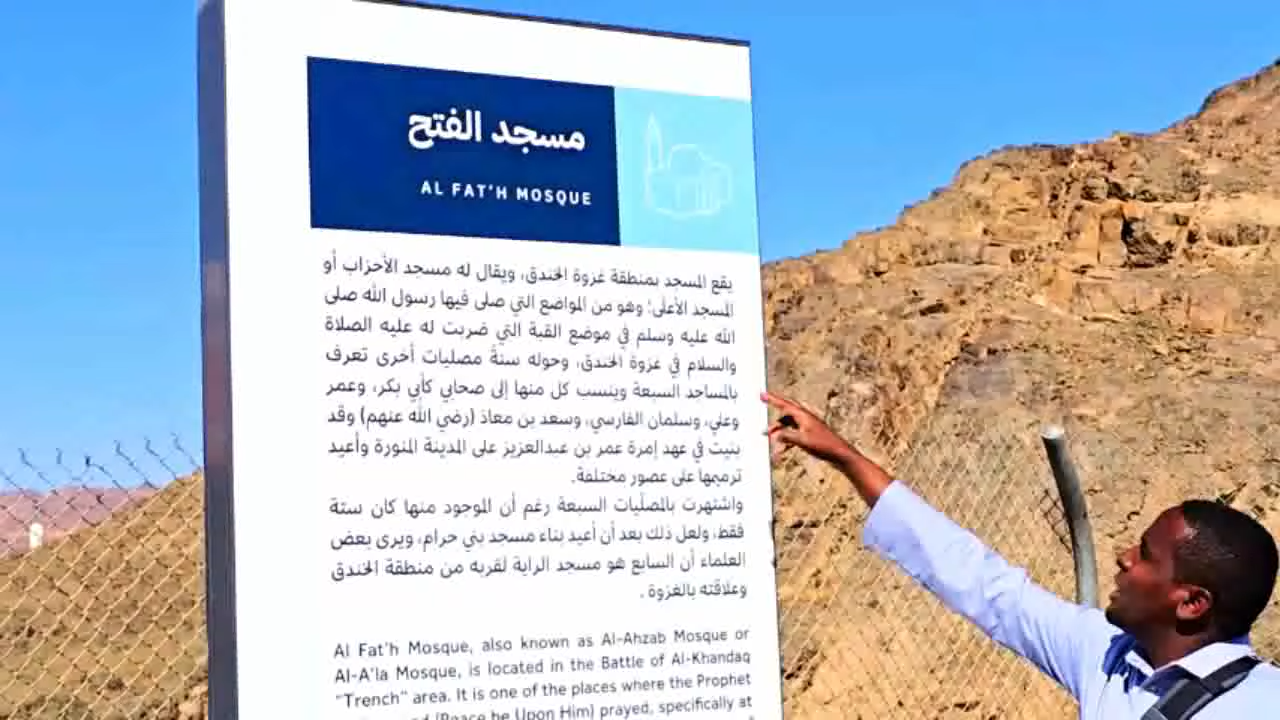 مسجد الفتح
AL FAT'H MOSQUE
يقع المسجد بمنطقة غزوة الخندق، ويقال له مسجد الأحزاب أو
المسجد الأعلى؛ وهو من المواضع التي صلى فيها رسول الله صلى
الله عليه وسلم في موضع القبة التي ضربت له عليه الصلاة
والسلام في غزوة الخندق، وحوله ستةُ مصليات أخرى تعرف
بالمساجد السبعة وينسب كل منها إلى صحابي كأبي بكر، وعمر
وعلي، وسلمان الفارسي، وسعد بن معاذ (رضي الله عنهم) وقد
بنيت في عهد إمرة عمر بن عبدالعزيز على المدينة المنورة وأعيد
ترميمها على عصور مختلفة.
واشتهرت بالمصلّيات السبعة رغم أن الموجود منها كان ستة
فقط، ولعل ذلك بعد أن أعيد بناء مسجد بني حرام، ويرى بعض
العلماء أن السابع هو مسجد الراية لقربه من منطقة الخندق
وعلاقته بالغزوة .
Al Fat'h Mosque, also known as Al-Ahzab Mosque or
Al-A'la Mosque, is located in the Battle of Al-Khandaq
"Trench" area. It is one of the places where the Prophet
(Peace be Upon Him) prayed, specifically at